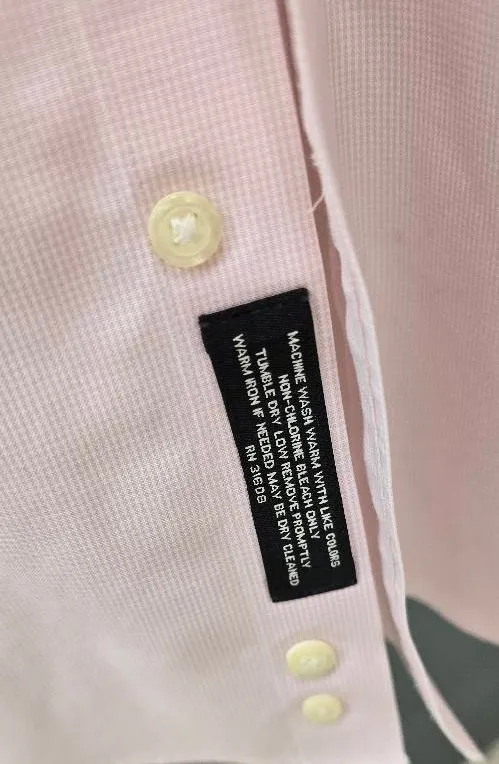 MACHINE WASH WARM WITH LIKE COLORS
NON-CHLORINE BLEACH ONLY
TUMBLE DRY LOW REMOVE PROMPTLY
WARM IRON IF NEEDED MAY BE DRY CLEANED
RN 31608